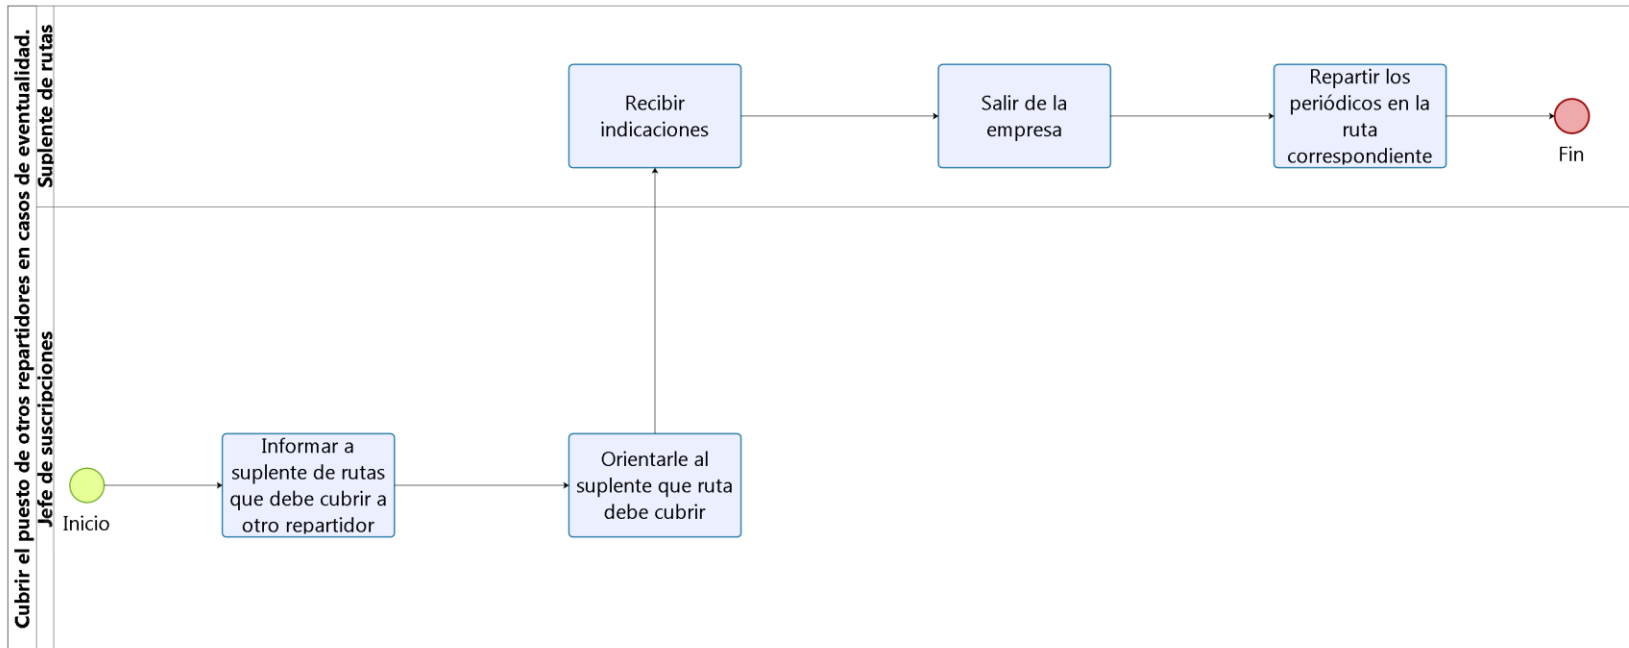 Cubrir el puesto de otros repartidores en casos de eventualidad.
Suplente de rutas
Recibir
indicaciones
Salir de la
empresa
Repartir los
periódicos en la
ruta
correspondiente
Fin
Jefe de suscripciones
Inicio
Informar a
suplente de rutas
que debe cubrir a
otro repartidor
Orientarle al
suplente que ruta
debe cubrir